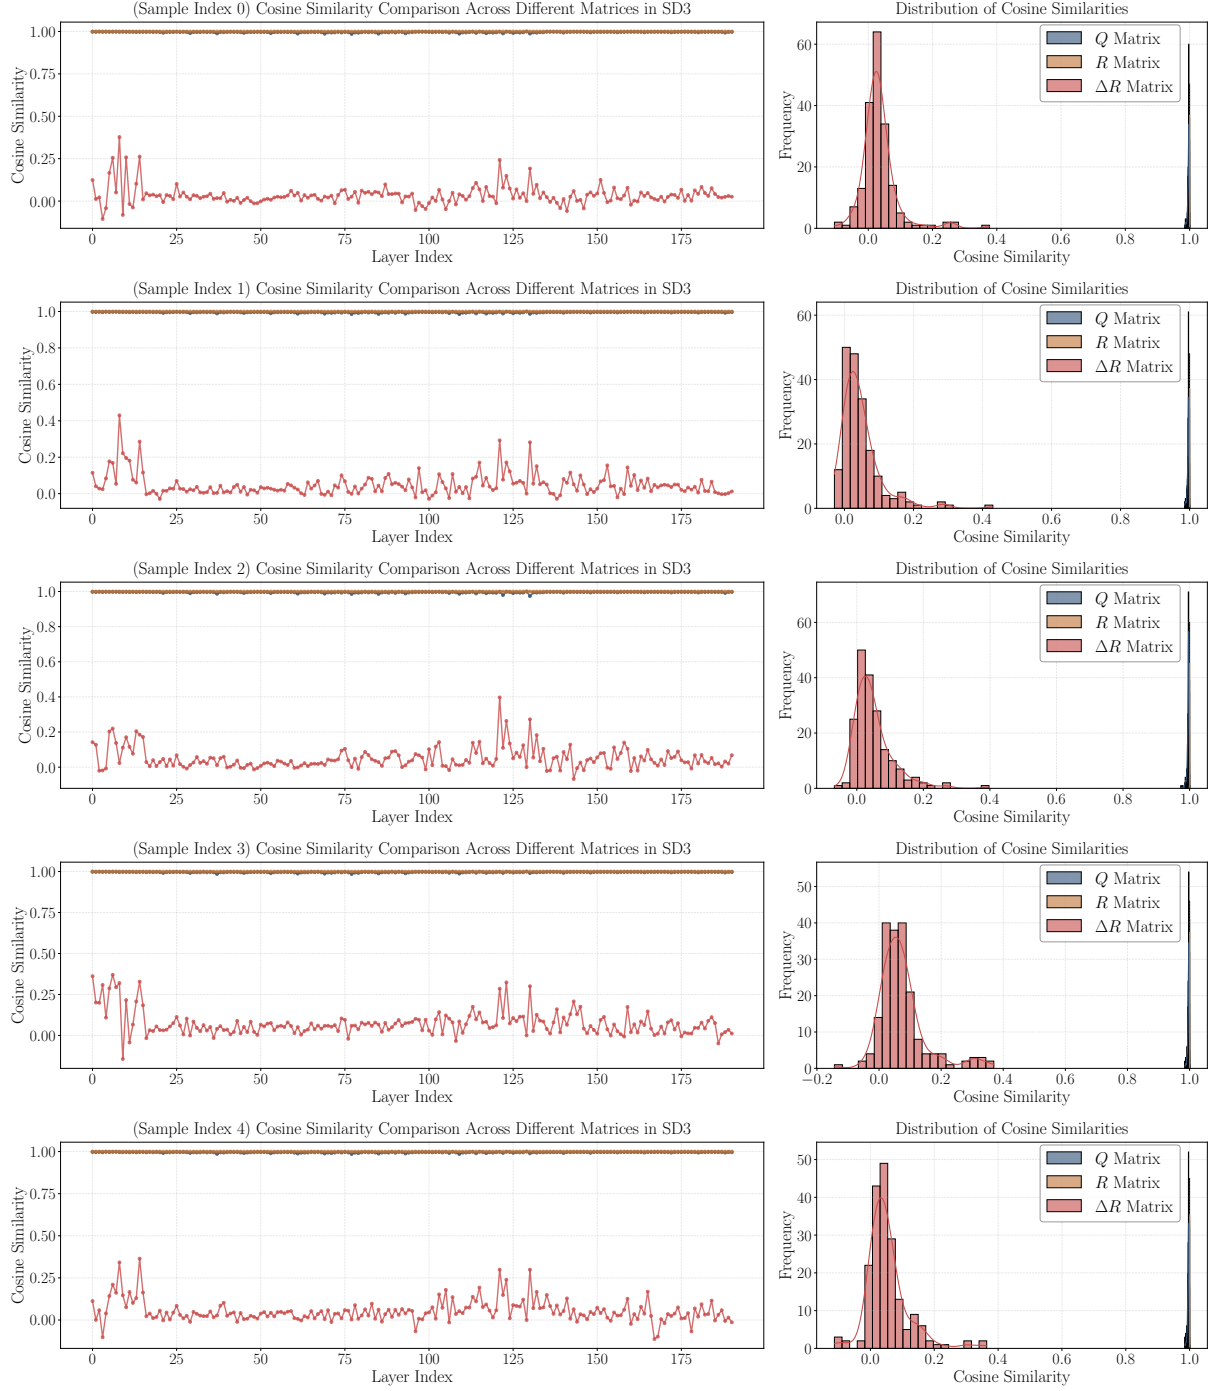 (Sample Index 0) Cosine Similarity Comparison Across Different Matrices in SD3
Cosine Similarity
1.00
0.75
0.50
0.25
0.00
0 25 50 75 100 125 150 175
Layer Index
Distribution of Cosine Similarities
Frequency
60
40
20
0
Q Matrix
R Matrix
ΔR Matrix
0.0 0.2 0.4 0.6 0.8 1.0
Cosine Similarity
(Sample Index 1) Cosine Similarity Comparison Across Different Matrices in SD3
Cosine Similarity
1.0
0.8
0.6
0.4
0.2
0.0
0 25 50 75 100 125 150 175
Layer Index
Distribution of Cosine Similarities
Frequency
60
40
20
0
Q Matrix
R Matrix
ΔR Matrix
0.0 0.2 0.4 0.6 0.8 1.0
Cosine Similarity
(Sample Index 2) Cosine Similarity Comparison Across Different Matrices in SD3
Cosine Similarity
1.0
0.8
0.6
0.4
0.2
0.0
0 25 50 75 100 125 150 175
Layer Index
Distribution of Cosine Similarities
Frequency
60
40
20
0
Q Matrix
R Matrix
ΔR Matrix
0.0 0.2 0.4 0.6 0.8 1.0
Cosine Similarity
(Sample Index 3) Cosine Similarity Comparison Across Different Matrices in SD3
Cosine Similarity
1.00
0.75
0.50
0.25
0.00
0 25 50 75 100 125 150 175
Layer Index
Distribution of Cosine Similarities
Frequency
50
40
30
20
10
0
Q Matrix
R Matrix
ΔR Matrix
−0.2 0.0 0.2 0.4 0.6 0.8 1.0
Cosine Similarity
(Sample Index 4) Cosine Similarity Comparison Across Different Matrices in SD3
Cosine Similarity
1.00
0.75
0.50
0.25
0.00
0 25 50 75 100 125 150 175
Layer Index
Distribution of Cosine Similarities
Frequency
50
40
30
20
10
0
Q Matrix
R Matrix
ΔR Matrix
0.0 0.2 0.4 0.6 0.8 1.0
Cosine Similarity